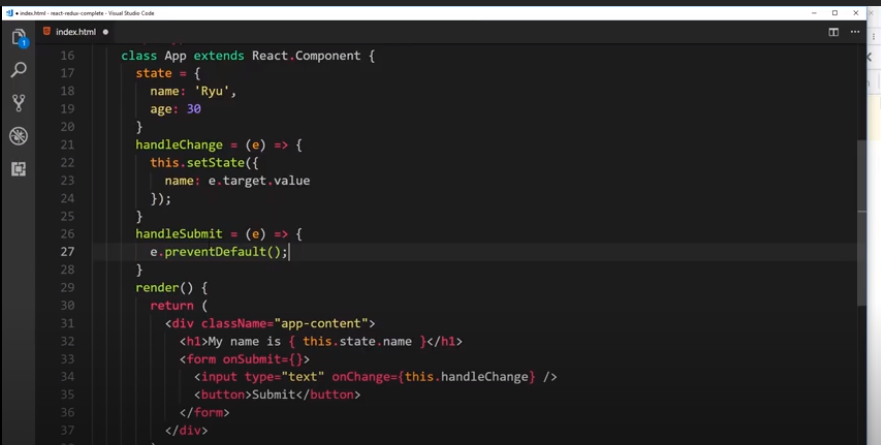 • index.html - react-redux-complete - Visual Studio Code
index.html ●
1
16 class App extends React.Component {
17 state = {
18 name: 'Ryu',
19 age: 30
20 }
21 handleChange = (e) => {
22 this.setState({
23 name: e.target.value
24 });
25 }
26 handleSubmit = (e) => {
27 e.preventDefault();
28 }
29 render() {
30 return (
31 <div className="app-content">
32 <h1>My name is { this.state.name }</h1>
33 <form onSubmit={}>
34 <input type="text" onChange={this.handleChange} />
35 <button>Submit</button>
36 </form>
37 </div>